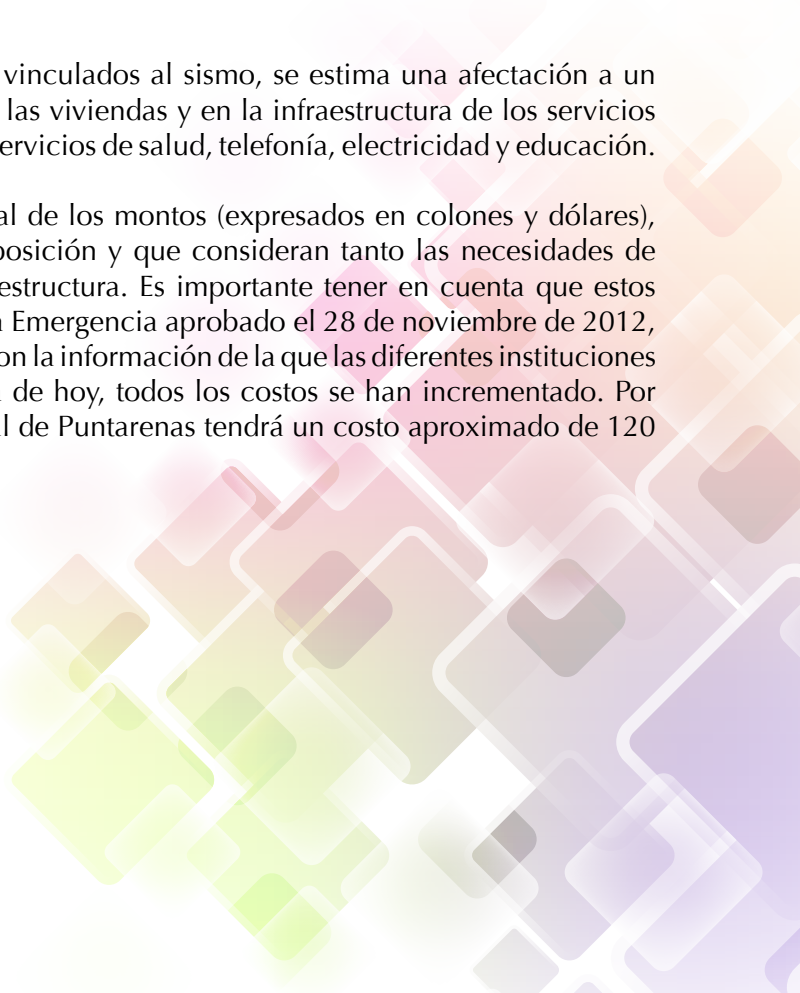 vinculados al sismo, se estima una afectación a un
las viviendas y en la infraestructura de los servicios
ervicios de salud, telefonía, electricidad y educación.
al de los montos (expresados en colones y dólares),
posición y que consideran tanto las necesidades de
estructura. Es importante tener en cuenta que estos
a Emergencia aprobado el 28 de noviembre de 2012,
on la información de la que las diferentes instituciones
de hoy, todos los costos se han incrementado. Por
l de Puntarenas tendrá un costo aproximado de 120